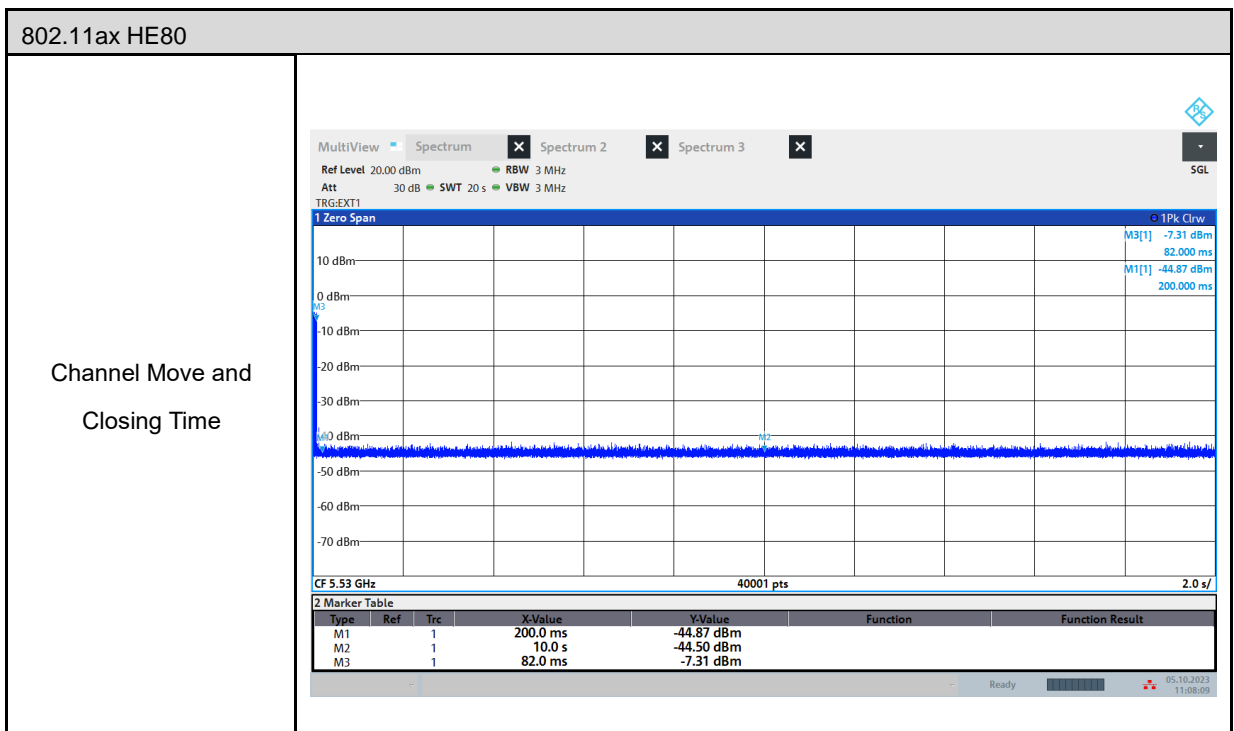 802.11ax HE80
Channel Move and
Closing Time
R&S
MultiView Spectrum Spectrum 2 Spectrum 3
Ref Level 20.00 dBm RBW 3 MHz SGL
Att 30 dB SWT 20 s VBW 3 MHz
TRG:EXT1
1 Zero Span 1Pk Clrw
M3[1] -7.31 dBm
82.000 ms
10 dBm
M1[1] -44.87 dBm
200.000 ms
0 dBm
M3
-10 dBm
-20 dBm
-30 dBm
M1
-40 dBm
M2
-50 dBm
-60 dBm
-70 dBm
CF 5.53 GHz 40001 pts 2.0 s/
2 Marker Table
Type Ref Trc X-Value Y-Value Function Function Result
M1 1 200.0 ms -44.87 dBm
M2 1 10.0 s -44.50 dBm
M3 1 82.0 ms -7.31 dBm
Ready 05.10.2023
11:08:09